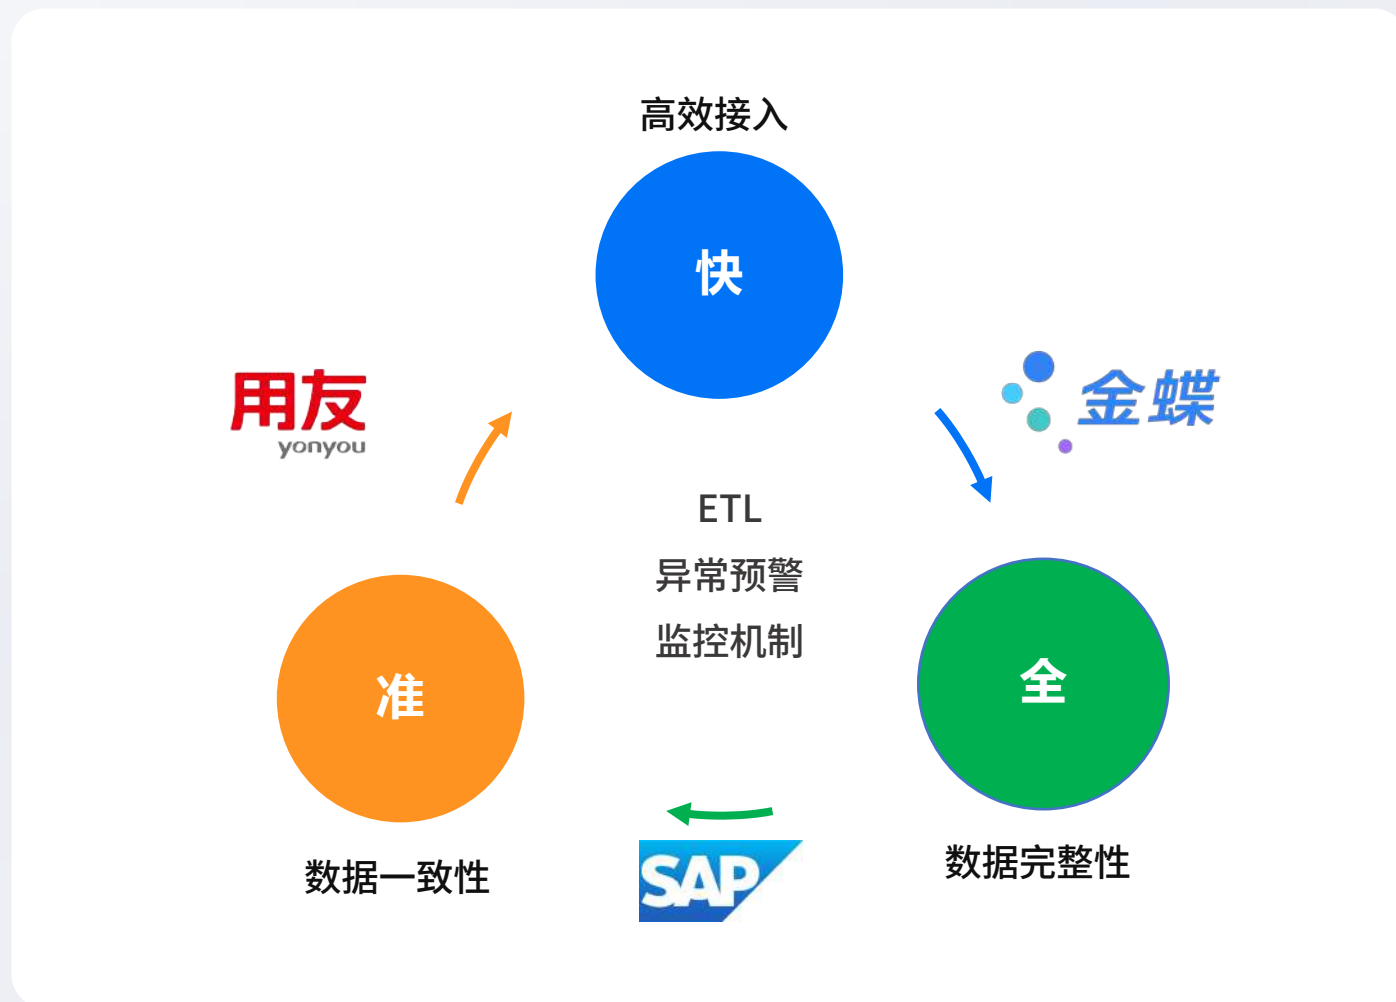 高效接入
快
用友
yonyou
金蝶
ETL
异常预警
监控机制
准
全
数据一致性
SAP
数据完整性